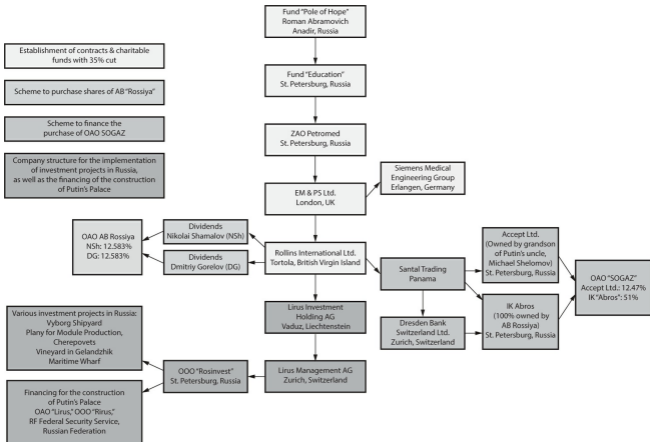 Fund "Pole of Hope"
Roman Abramovich
Anadir, Russia
Establishment of contracts & charitable
funds with 35% cut
Fund "Education"
St. Petersburg, Russia
Scheme to purchase shares of AB "Rossiya"
Scheme to finance the
purchase of OAO SOGAZ
ZAO Petromed
St. Petersburg, Russia
Company structure for the implementation
of investment projects in Russia,
as well as the financing of the construction
of Putin's Palace
Siemens Medical
Engineering Group
Erlangen, Germany
EM & PS Ltd.
London, UK
OAO AB Rossiya
NSh: 12.583%
DG: 12.583%
Dividends
Nikolai Shamalov (NSh)
Dividends
Dmitriy Gorelov (DG)
Rollins International Ltd.
Tortola, British Virgin Island
Santal Trading
Panama
Accept Ltd.
(Owned by grandson
of Putin's uncle,
Michael Shelomov)
St. Petersburg, Russia
OAO "SOGAZ"
Accept Ltd.: 12.47%
IK "Abros": 51%
Lirus Investment
Holding AG
Vaduz, Liechtenstein
Dresden Bank
Switzerland Ltd.
Zurich, Switzerland
IK Abros
(100% owned by
AB Rossiya)
St. Petersburg, Russia
Various investment projects in Russia:
Vyborg Shipyard
Plany for Module Production,
Cherepovets
Vineyard in Gelandzhik
Maritime Wharf
OOO "Rosinvest"
St. Petersburg, Russia
Lirus Management AG
Zurich, Switzerland
Financing for the construction
of Putin's Palace
OAO "Lirus," OOO "Rirus,"
RF Federal Security Service,
Russian Federation